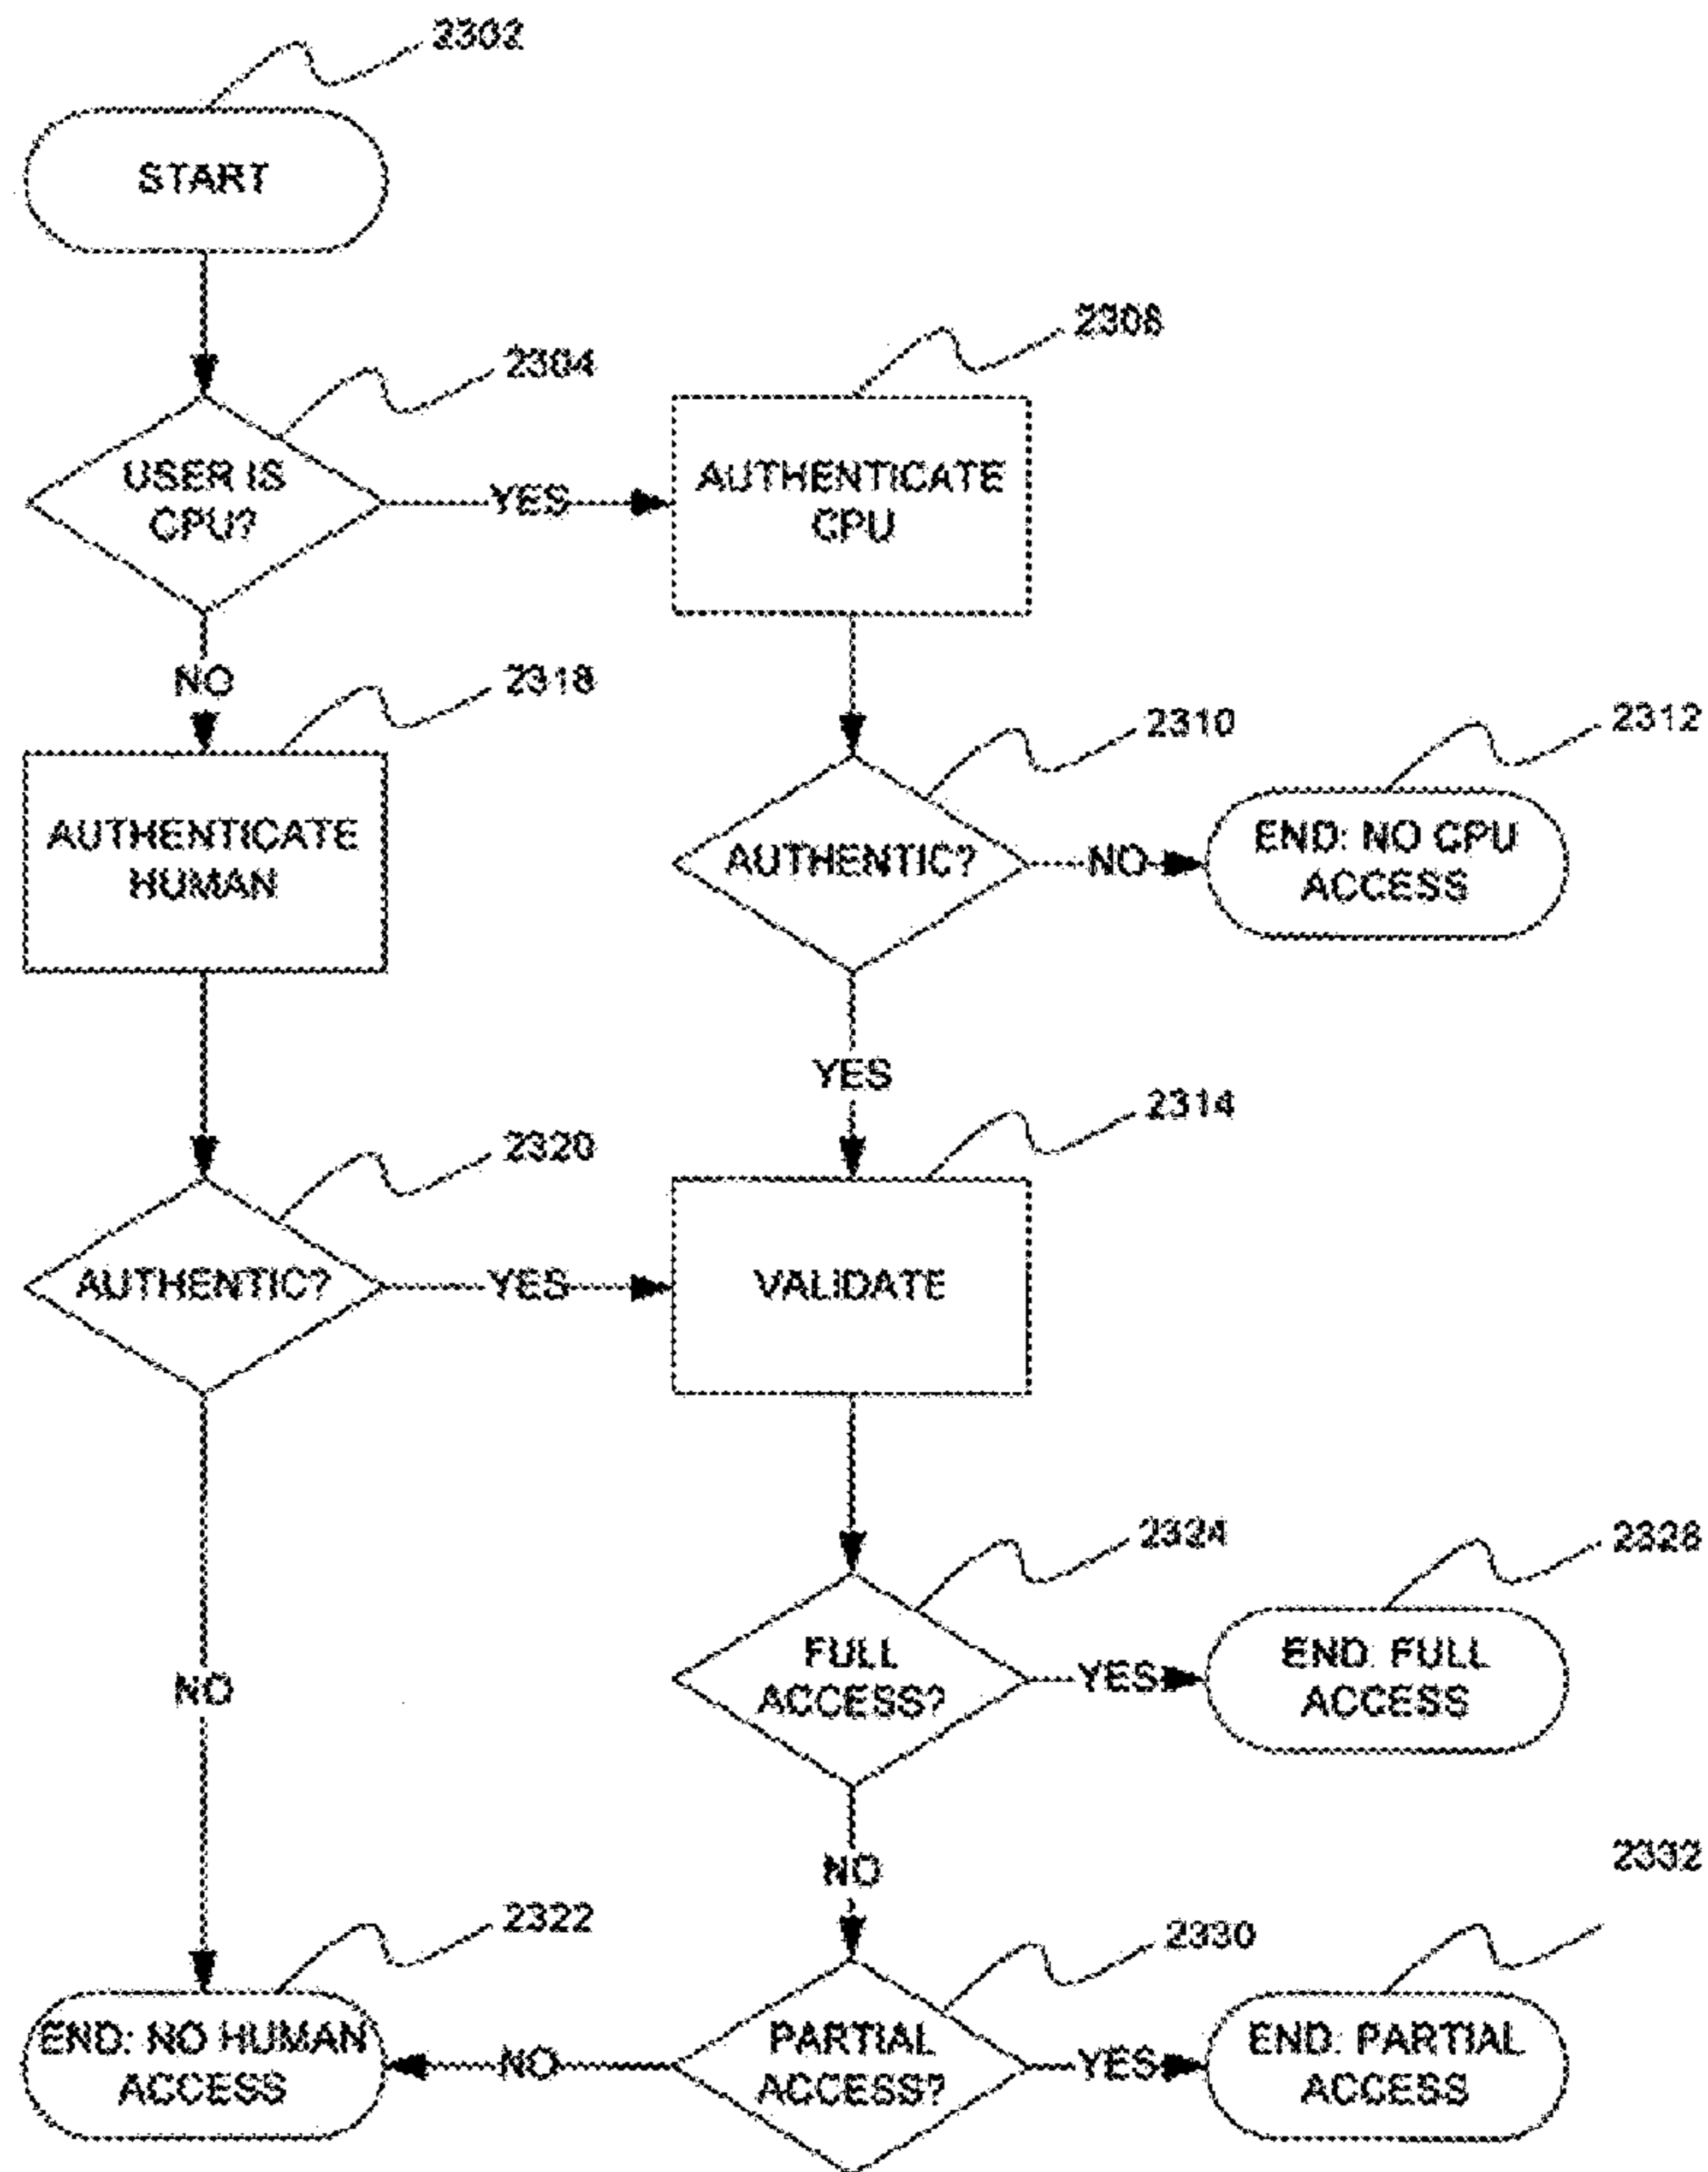 2302
START
2304
USER IS
CPU?
YES
2308
AUTHENTICATE
CPU
NO
2318
AUTHENTICATE
HUMAN
2310
AUTHENTIC?
NO
2312
END: NO CPU
ACCESS
YES
2314
VALIDATE
2320
AUTHENTIC?
YES
NO
2324
FULL
ACCESS?
YES
2328
END: FULL
ACCESS
NO
2322
END: NO HUMAN
ACCESS
NO
2330
PARTIAL
ACCESS?
YES
2332
END: PARTIAL
ACCESS